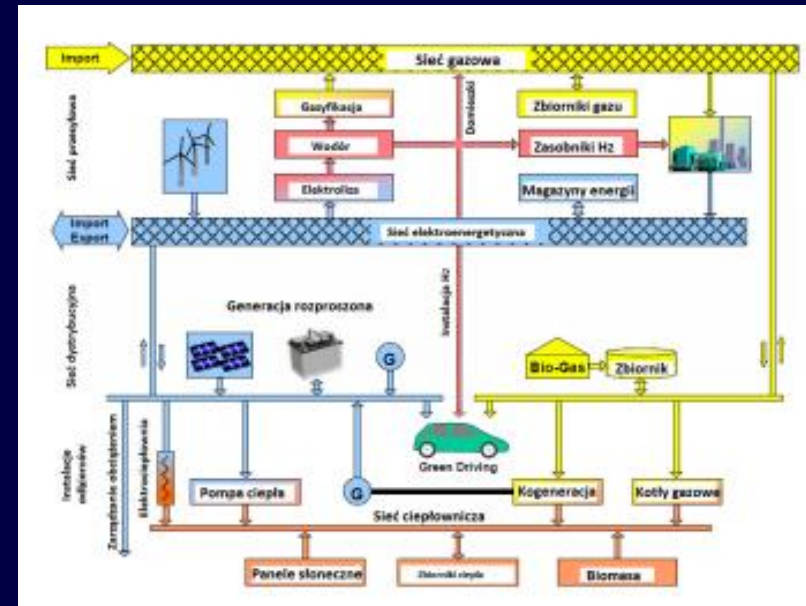 Import
Sieć gazowa
Gazyfikacja
Zbiorniki gazu
Domieszki
Sieć przesyłowa
Wodór
Zasobniki H2
Elektroliza
Magazyny energii
Import
Export
Sieć elektroenergetyczna
Instalacja H2
Generacja rozproszona
Sieć dystrybucyjna
G
Bio-Gas
Zbiornik
Green Driving
Instalacje
odbiorców
Zarządzanie obciążeniem
Elektrociepłownia
Pompa ciepła
G
Kogeneracja
Kotły gazowe
Sieć ciepłownicza
Panele słoneczne
Zbiorniki ciepła
Biomasa